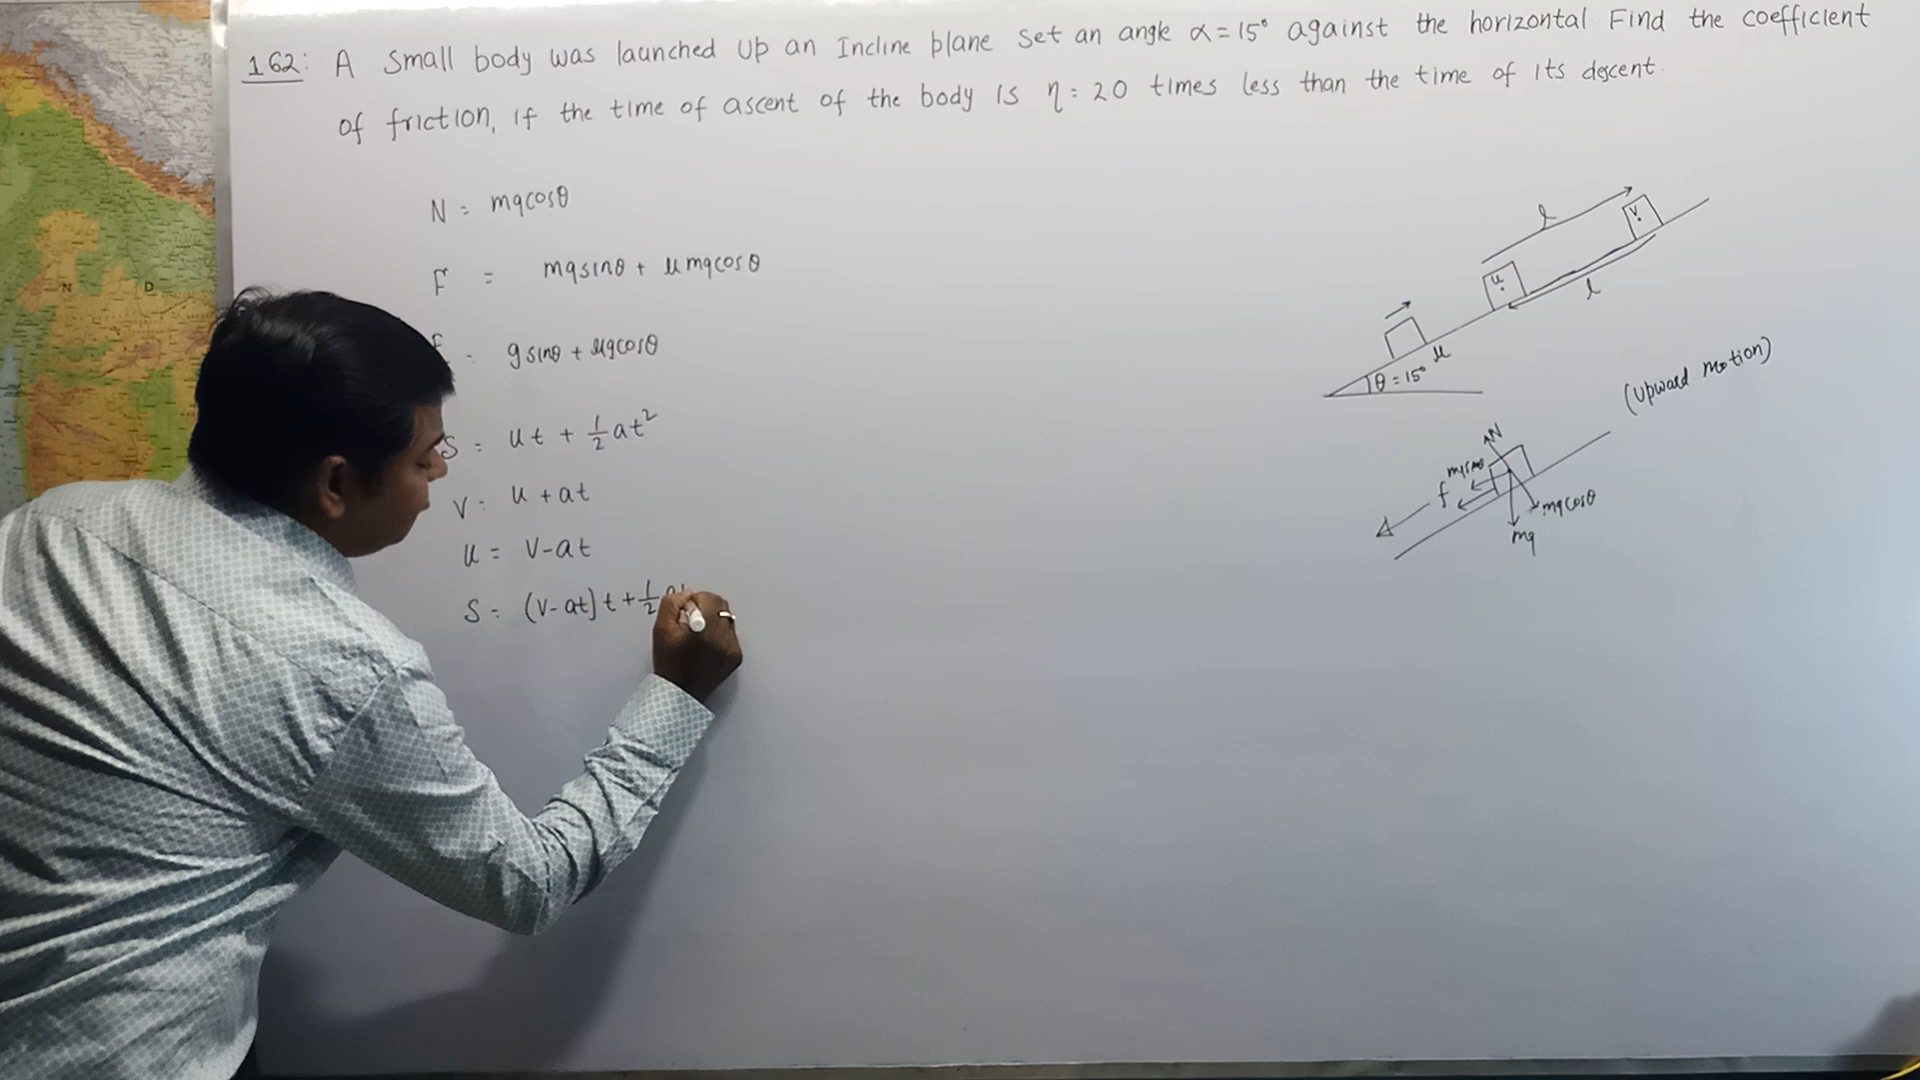 162: A small body was launched up an Incline plane set an angle α=15° against the horizontal Find the coefficient
of friction, if the time of ascent of the body is η=20 times less than the time of its descent.
N = mgcosθ
F = mgsinθ + μmgcosθ
gsinθ + μgcosθ
S = ut + 1/2 at²
V = u + at
u = V-at
S = (V-at)t + 1/2
l
V
u
l
μ
θ = 15°
(upward motion)
N
mgsinθ
f
mgcosθ
mg
N
D